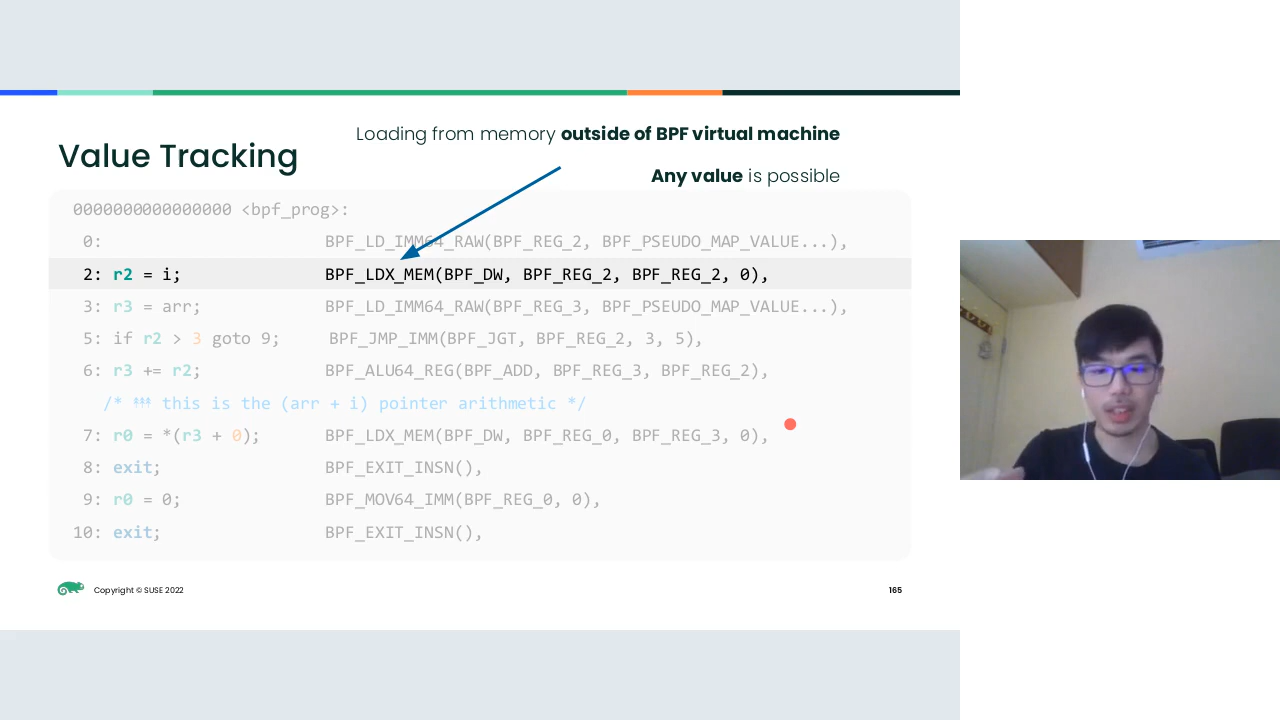 Loading from memory outside of BPF virtual machine
Value Tracking
Any value is possible
0000000000000000 <bpf_prog>:
0: BPF_LD_IMM64_RAW(BPF_REG_2, BPF_PSEUDO_MAP_VALUE...),
2: r2 = i; BPF_LDX_MEM(BPF_DW, BPF_REG_2, BPF_REG_2, 0),
3: r3 = arr; BPF_LD_IMM64_RAW(BPF_REG_3, BPF_PSEUDO_MAP_VALUE...),
5: if r2 > 3 goto 9; BPF_JMP_IMM(BPF_JGT, BPF_REG_2, 3, 5),
6: r3 += r2; BPF_ALU64_REG(BPF_ADD, BPF_REG_3, BPF_REG_2),
/* ↟↟↟ this is the (arr + i) pointer arithmetic */
7: r0 = *(r3 + 0); BPF_LDX_MEM(BPF_DW, BPF_REG_0, BPF_REG_3, 0),
8: exit; BPF_EXIT_INSN(),
9: r0 = 0; BPF_MOV64_IMM(BPF_REG_0, 0),
10: exit; BPF_EXIT_INSN(),
Copyright © SUSE 2022
165